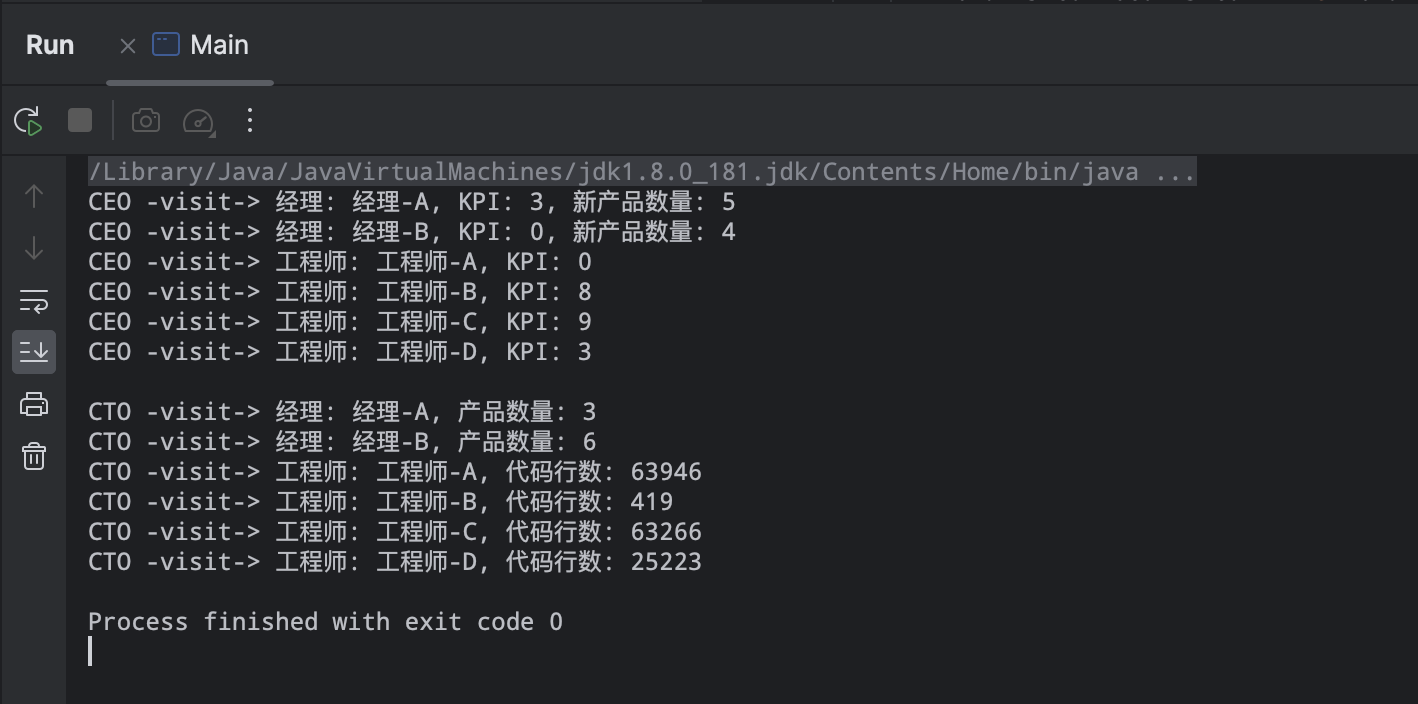 Run
Main
/Library/Java/JavaVirtualMachines/jdk1.8.0_181.jdk/Contents/Home/bin/java ...
CEO -visit-> 经理: 经理-A, KPI: 3, 新产品数量: 5
CEO -visit-> 经理: 经理-B, KPI: 0, 新产品数量: 4
CEO -visit-> 工程师: 工程师-A, KPI: 0
CEO -visit-> 工程师: 工程师-B, KPI: 8
CEO -visit-> 工程师: 工程师-C, KPI: 9
CEO -visit-> 工程师: 工程师-D, KPI: 3
CTO -visit-> 经理: 经理-A, 产品数量: 3
CTO -visit-> 经理: 经理-B, 产品数量: 6
CTO -visit-> 工程师: 工程师-A, 代码行数: 63946
CTO -visit-> 工程师: 工程师-B, 代码行数: 419
CTO -visit-> 工程师: 工程师-C, 代码行数: 63266
CTO -visit-> 工程师: 工程师-D, 代码行数: 25223
Process finished with exit code 0